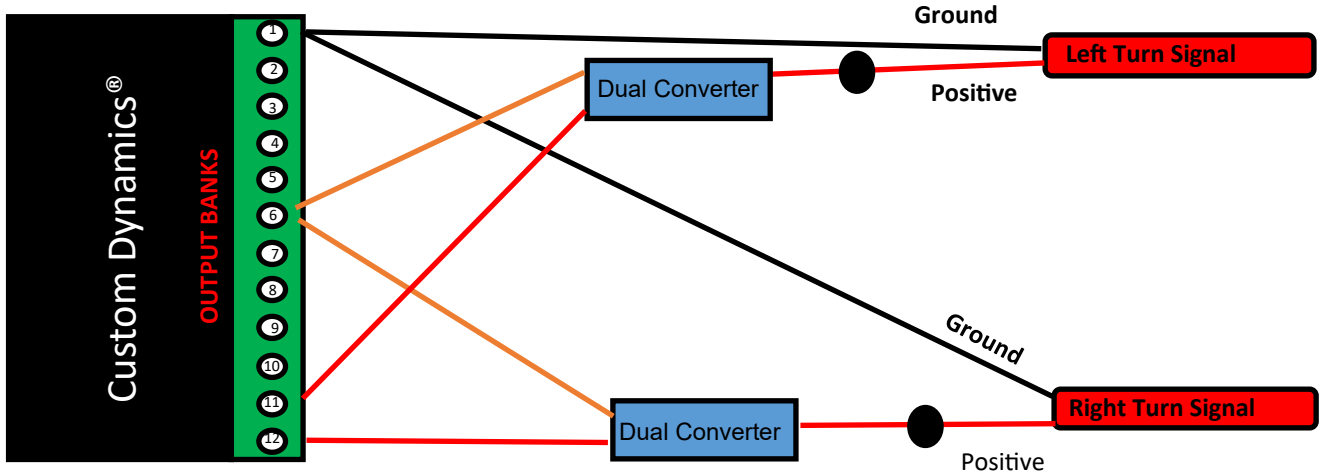 Custom Dynamics®
OUTPUT BANKS
1
2
3
4
5
6
7
8
9
10
11
12
Ground
Left Turn Signal
Dual Converter
Positive
Ground
Right Turn Signal
Dual Converter
Positive